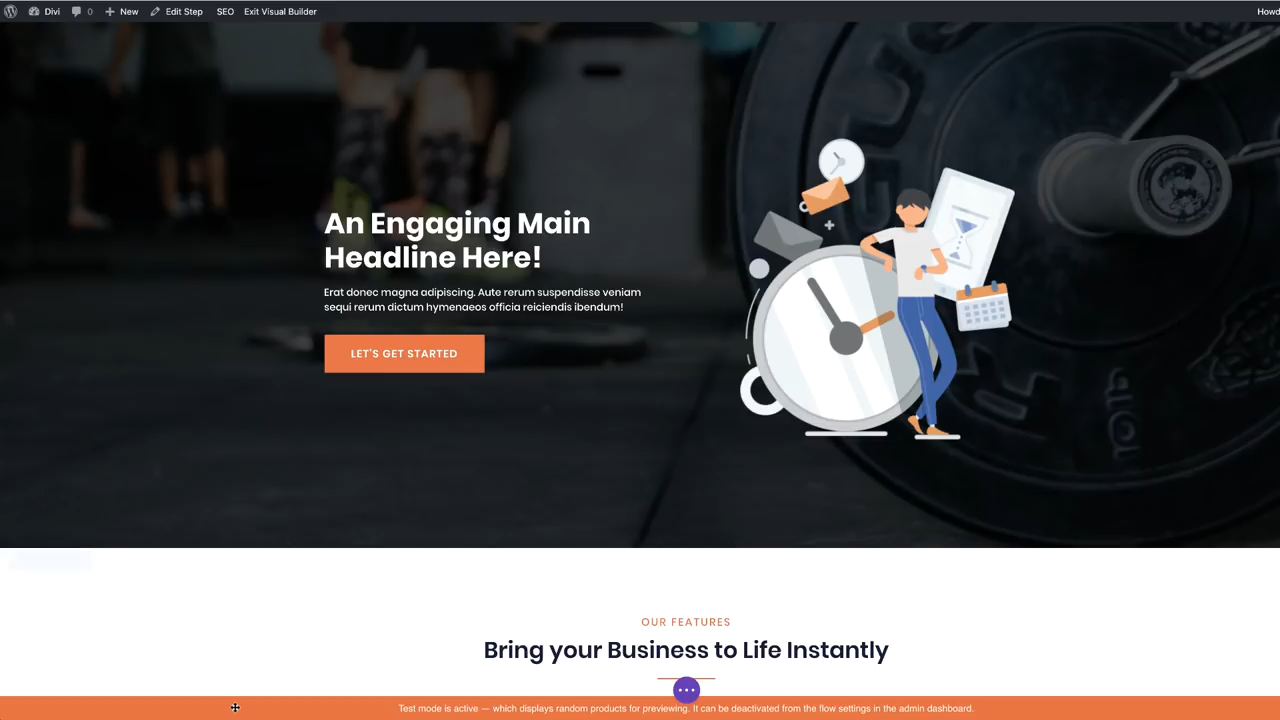 Divi 0 New Edit Step SEO Exit Visual Builder Howd
An Engaging Main
Headline Here!
Erat donec magna adipiscing. Aute rerum suspendisse veniam
sequi rerum dictum hymenaeos officia reiciendis ibendum!
LET'S GET STARTED
OUR FEATURES
Bring your Business to Life Instantly
Test mode is active — which displays random products for previewing. It can be deactivated from the flow settings in the admin dashboard.